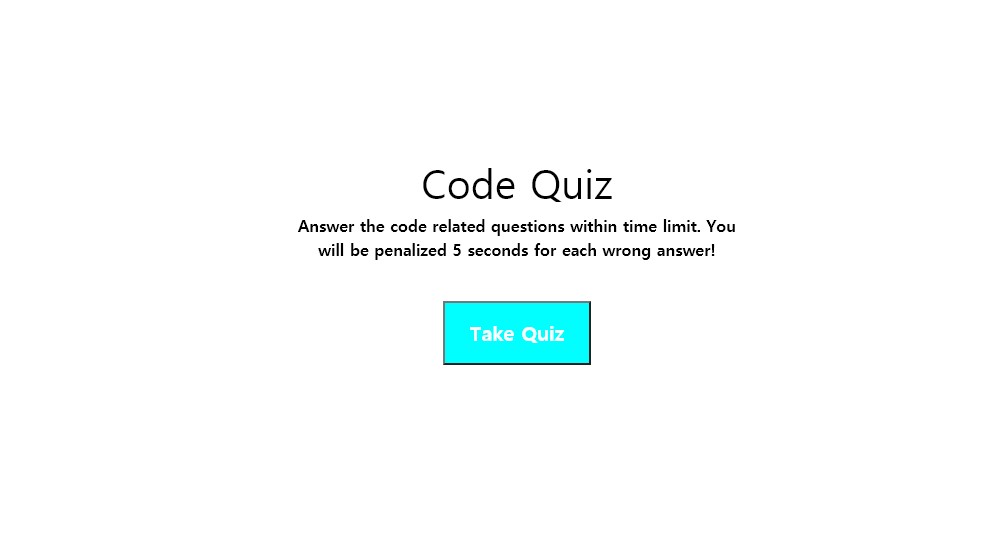 Code Quiz
Answer the code related questions within time limit. You
will be penalized 5 seconds for each wrong answer!
Take Quiz